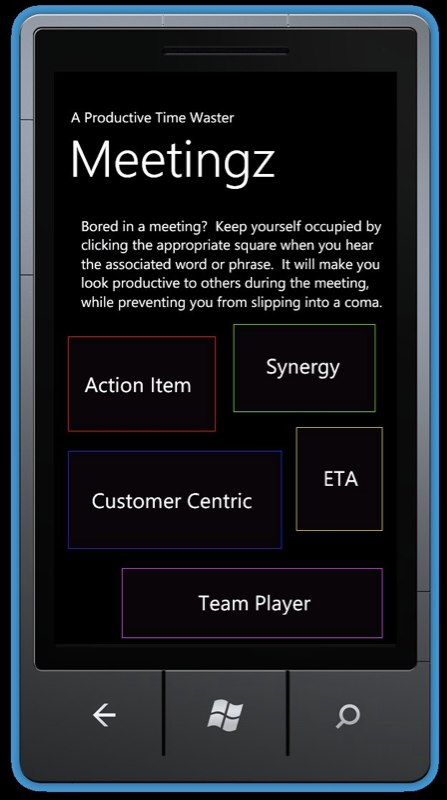 A Productive Time Waster
Meetingz
Bored in a meeting?  Keep yourself occupied by
clicking the appropriate square when you hear
the associated word or phrase.  It will make you
look productive to others during the meeting,
while preventing you from slipping into a coma.
Action Item
Synergy
Customer Centric
ETA
Team Player